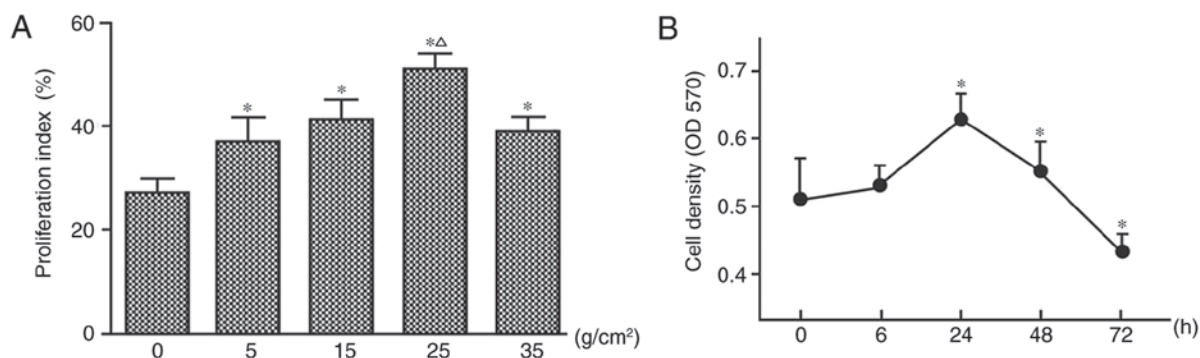 A
Proliferation index (%)
60
40
20
0
*
*
*△
*
0 5 15 25 35 (g/cm²)
B
Cell density (OD 570)
0.7
0.6
0.5
0.4
*
*
*
0 6 24 48 72 (h)